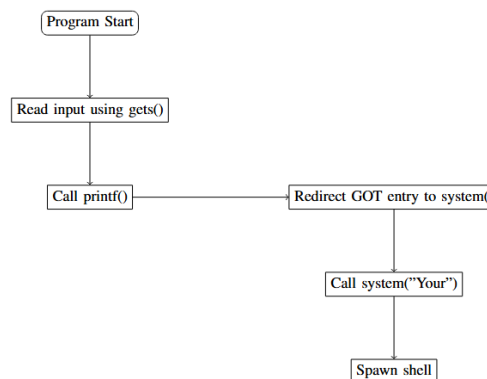 Program Start
Read input using gets()
Call printf()
Redirect GOT entry to system(
Call system(”Your”)
Spawn shell